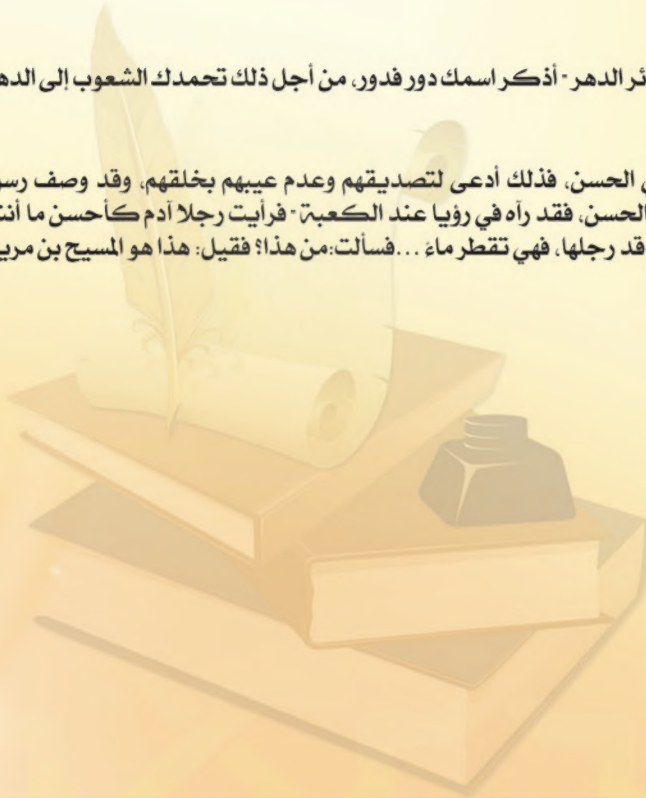 ئر الدهر - أذكر اسمك دور فدور، من أجل ذلك تحمدك الشعوب إلى الده
الحسن، فذلك أدعى لتصديقهم وعدم عيبهم بخلقهم، وقد وصف رس
الحسن، فقد رآه في رؤيا عند الكعبة - فرأيت رجلا آدم كأحسن ما أنت
قد رجلها، فهي تقطر ماءَ ...فسألت:من هذا؟ فقيل: هذا هو المسيح بن مري